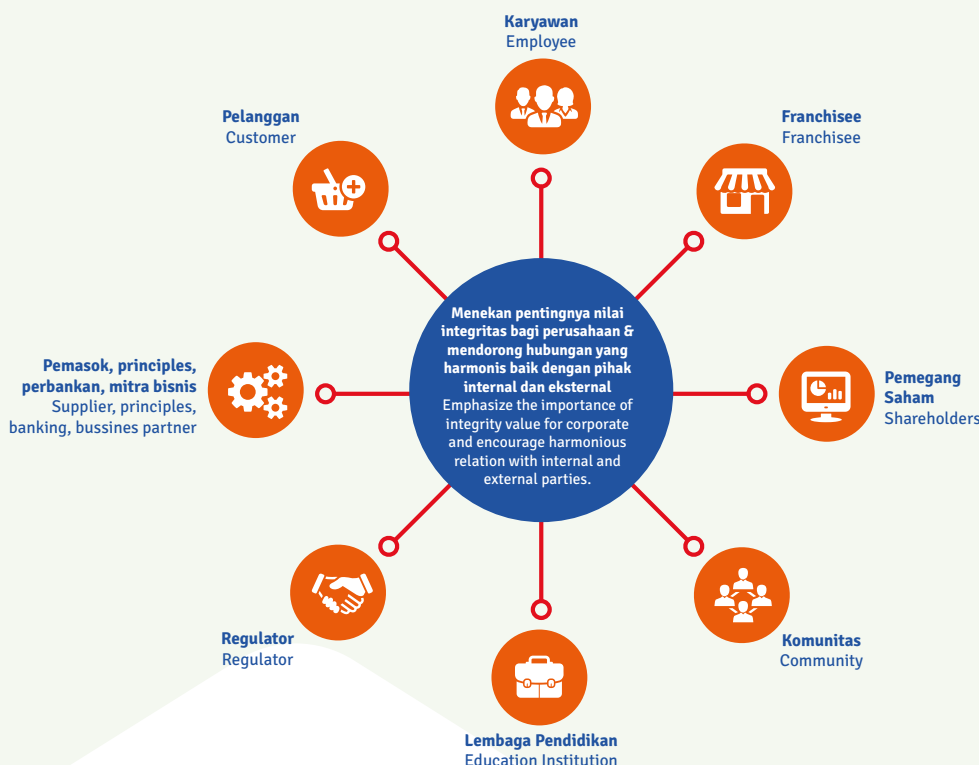 Karyawan
Employee
Pelanggan
Customer
Franchisee
Franchisee
Menekan pentingnya nilai
integritas bagi perusahaan &
mendorong hubungan yang
harmonis baik dengan pihak
internal dan eksternal
Emphasize the importance of
integrity value for corporate
and encourage harmonious
relation with internal and
external parties.
Pemasok, principles,
perbankan, mitra bisnis
Supplier, principles,
banking, bussines partner
Pemegang
Saham
Shareholders
Regulator
Regulator
Komunitas
Community
Lembaga Pendidikan
Education Institution